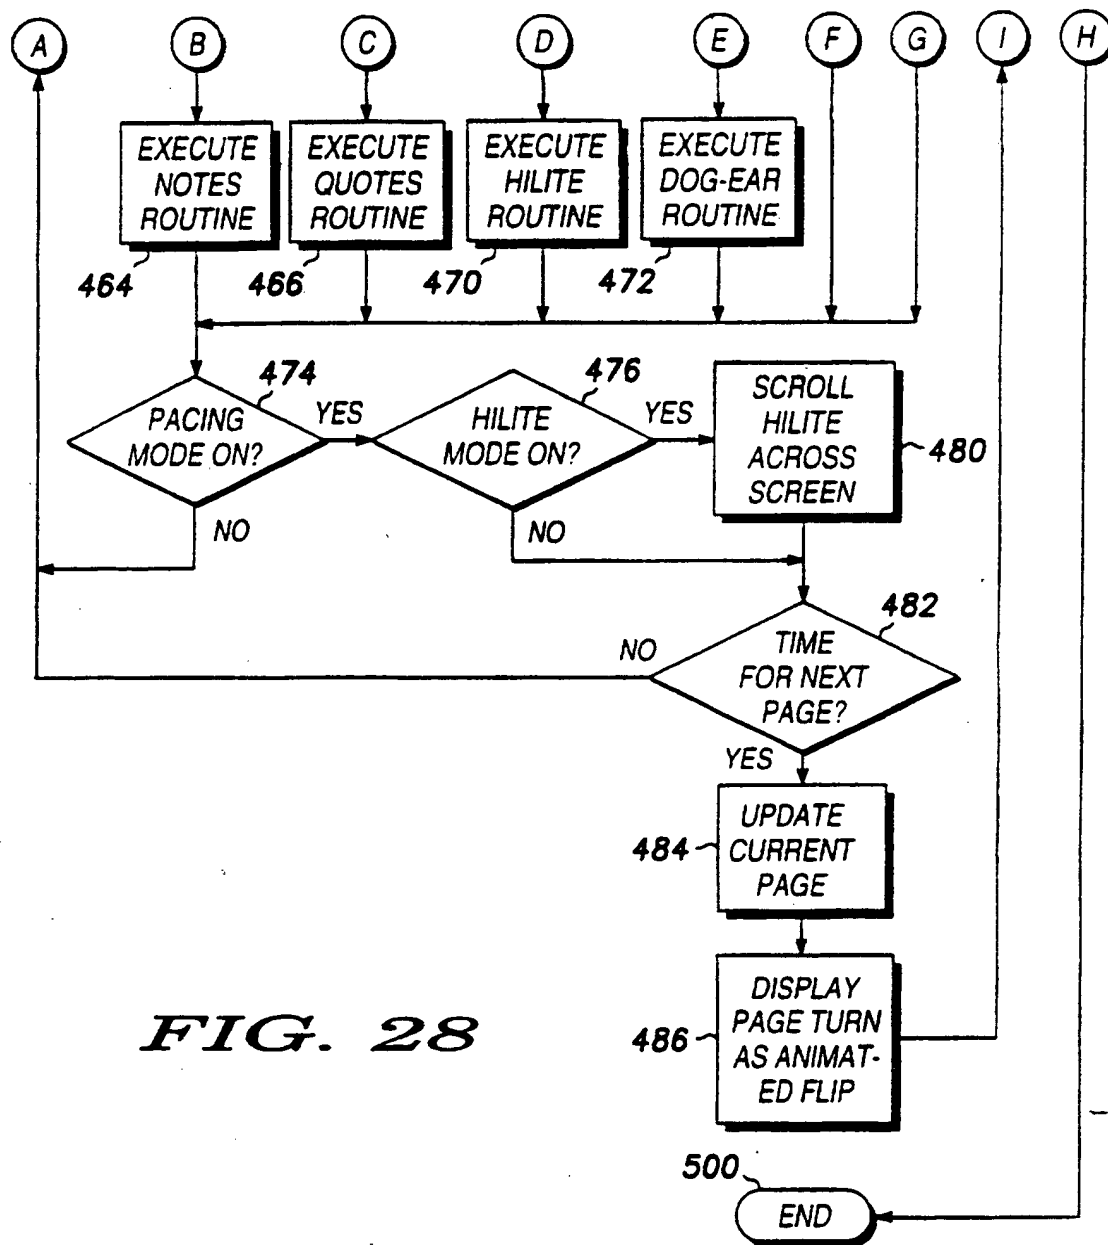 A B C D E F G I H
EXECUTE
NOTES
ROUTINE
464
EXECUTE
QUOTES
ROUTINE
466
EXECUTE
HILITE
ROUTINE
470
EXECUTE
DOG-EAR
ROUTINE
472
PACING
MODE ON?
474
YES
NO
HILITE
MODE ON?
476
YES
NO
SCROLL
HILITE
ACROSS
SCREEN
480
TIME
FOR NEXT
PAGE?
482
NO
YES
UPDATE
CURRENT
PAGE
484
DISPLAY
PAGE TURN
AS ANIMAT-
ED FLIP
486
FIG. 28
500
END